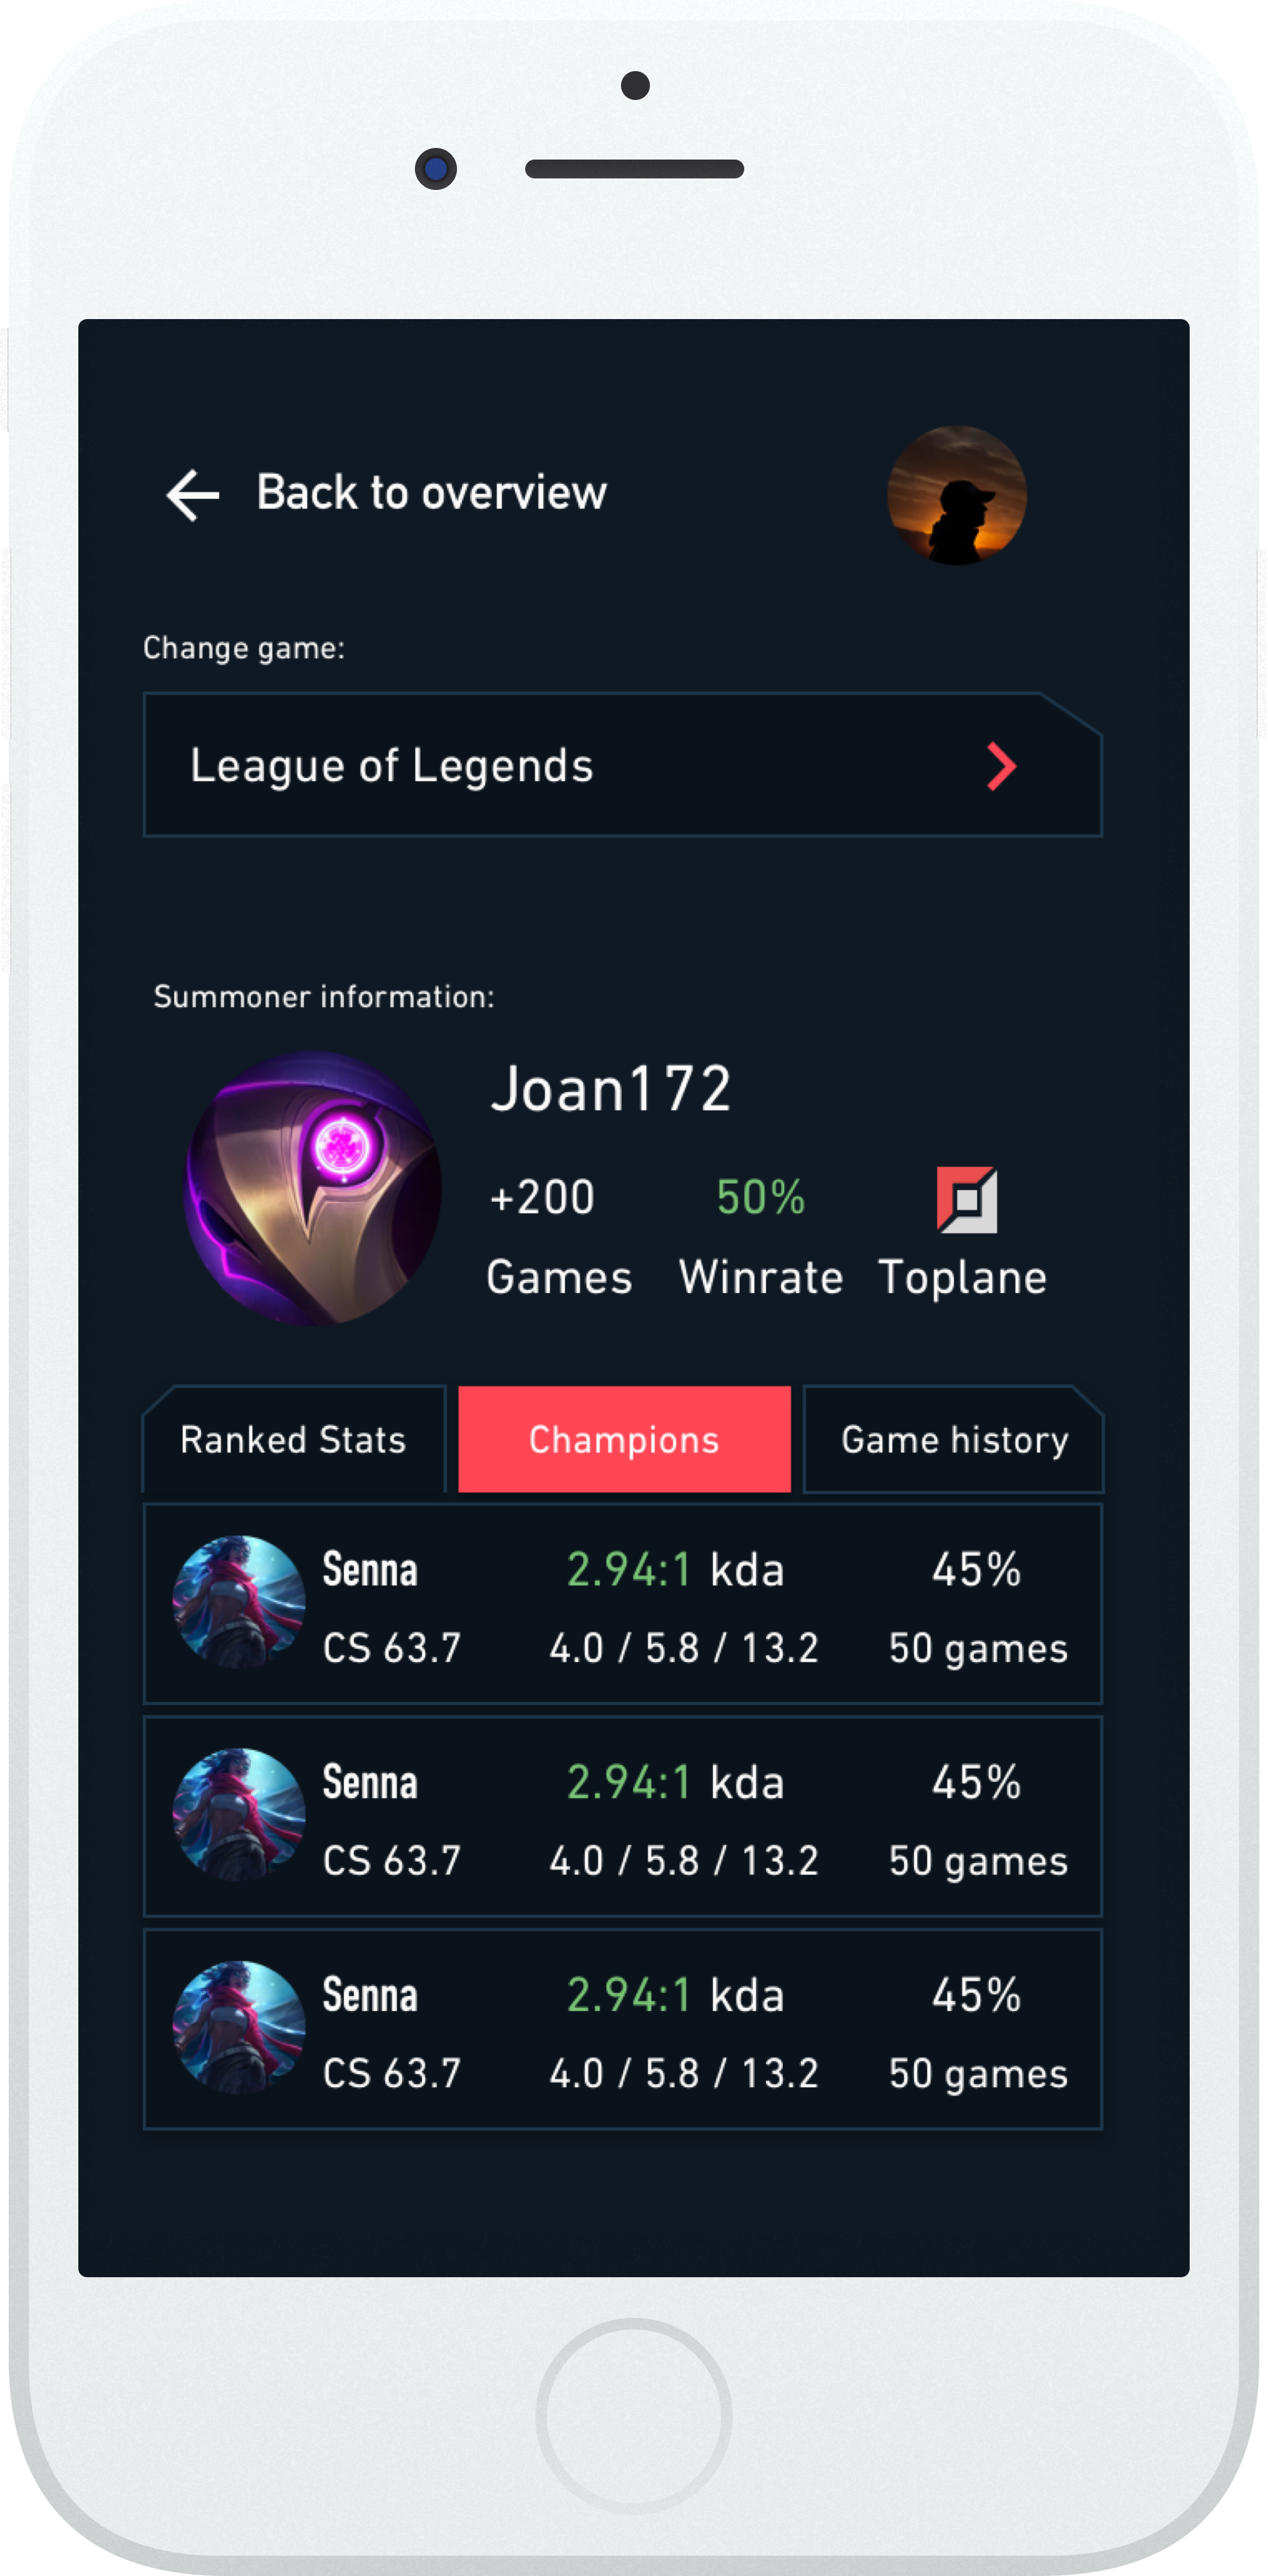 Back to overview
Change game:
League of Legends
Summoner information:
Joan172
+200 50%
Games Winrate Toplane
Ranked Stats Champions Game history
Senna 2.94:1 kda 45%
CS 63.7 4.0 / 5.8 / 13.2 50 games
Senna 2.94:1 kda 45%
CS 63.7 4.0 / 5.8 / 13.2 50 games
Senna 2.94:1 kda 45%
CS 63.7 4.0 / 5.8 / 13.2 50 games